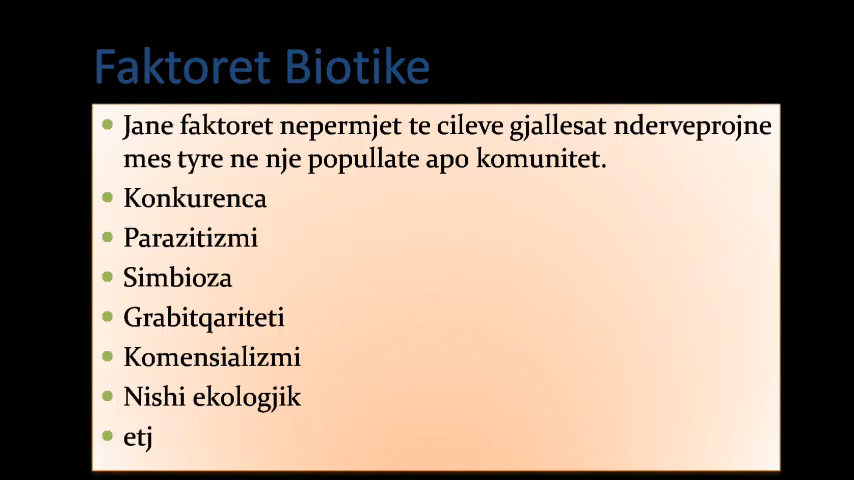 Faktoret Biotike
Jane faktoret nepermjet te cileve gjallesat nderveprojne
mes tyre ne nje popullate apo komunitet.
Konkurenca
Parazitizmi
Simbioza
Grabitqariteti
Komensializmi
Nishi ekologjik
etj